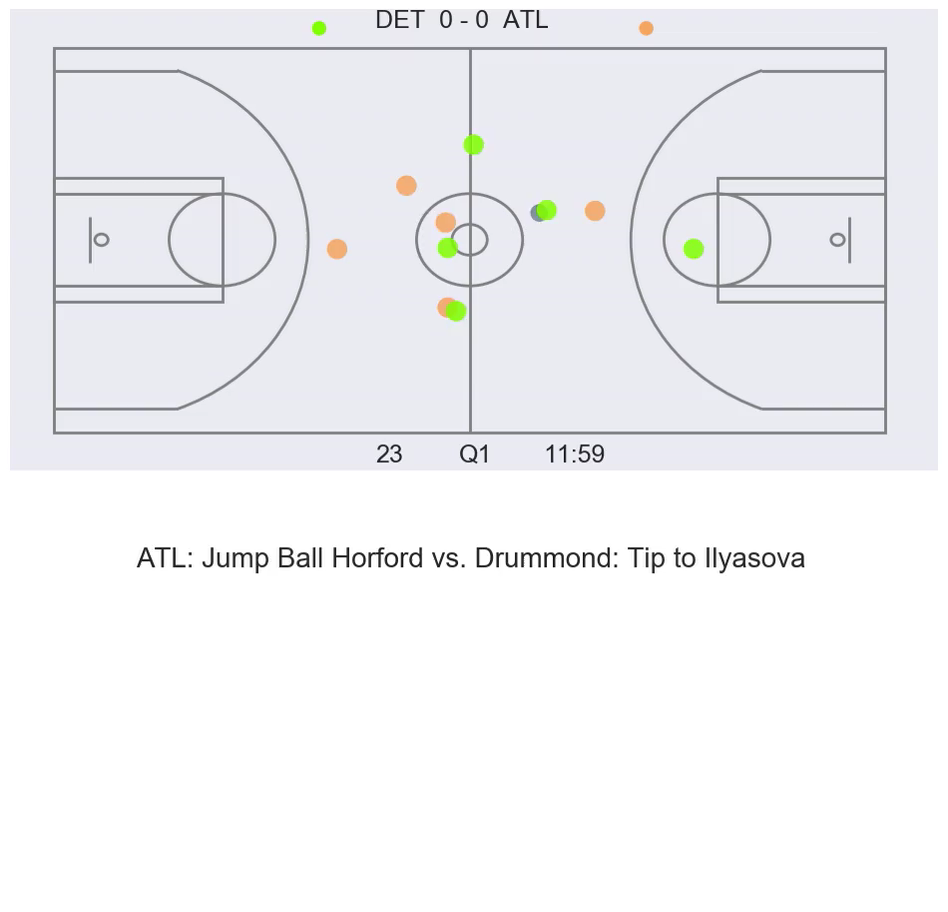 DET 0 - 0 ATL
23 Q1 11:59
ATL: Jump Ball Horford vs. Drummond: Tip to Ilyasova